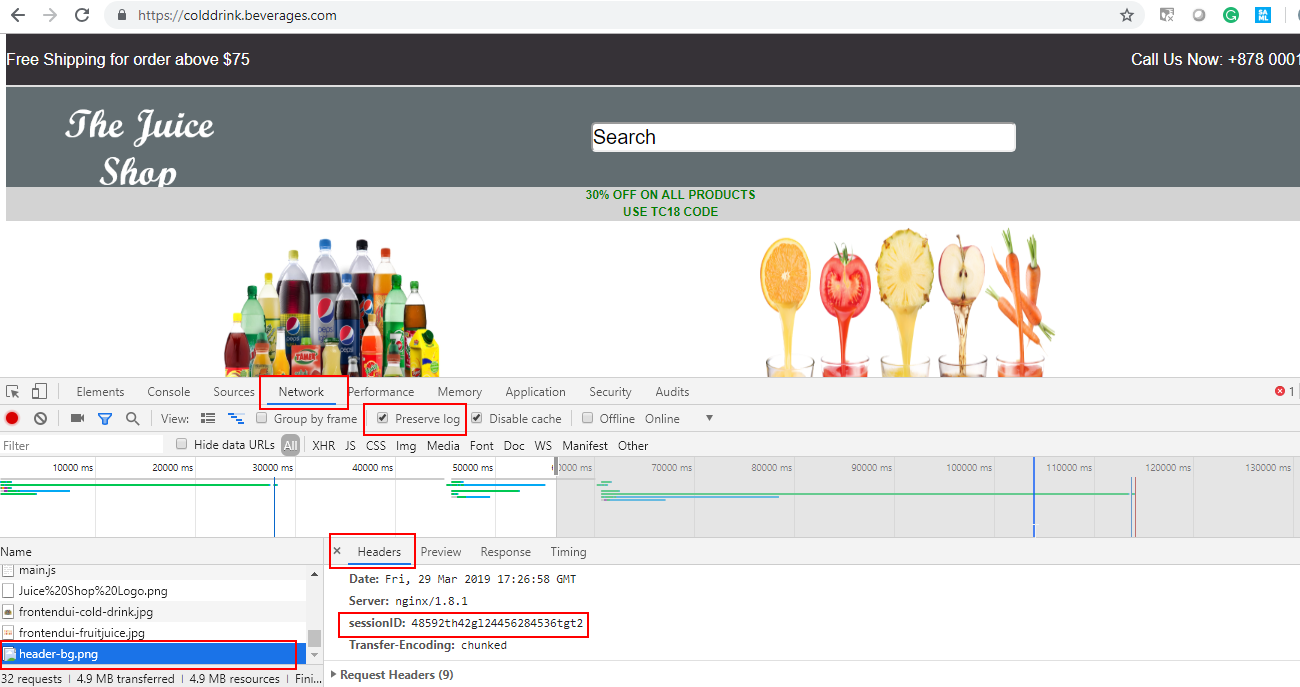 https://colddrink.beverages.com
Free Shipping for order above $75
Call Us Now: +878 0001
The Juice
Shop
Search
30% OFF ON ALL PRODUCTS
USE TC18 CODE
Elements Console Sources Network Performance Memory Application Security Audits 1
View: Group by frame Preserve log Disable cache Offline Online
Filter Hide data URLs All XHR JS CSS Img Media Font Doc WS Manifest Other
10000 ms 20000 ms 30000 ms 40000 ms 50000 ms 0000 ms 70000 ms 80000 ms 90000 ms 100000 ms 110000 ms 120000 ms 130000 ms
Name
main.js
Juice%20Shop%20Logo.png
frontendui-cold-drink.jpg
frontendui-fruitjuice.jpg
header-bg.png
32 requests | 4.9 MB transferred | 4.9 MB resources | Fini...
× Headers Preview Response Timing
Date: Fri, 29 Mar 2019 17:26:58 GMT
Server: nginx/1.8.1
sessionID: 48592th42gl24456284536tgt2
Transfer-Encoding: chunked
Request Headers (9)